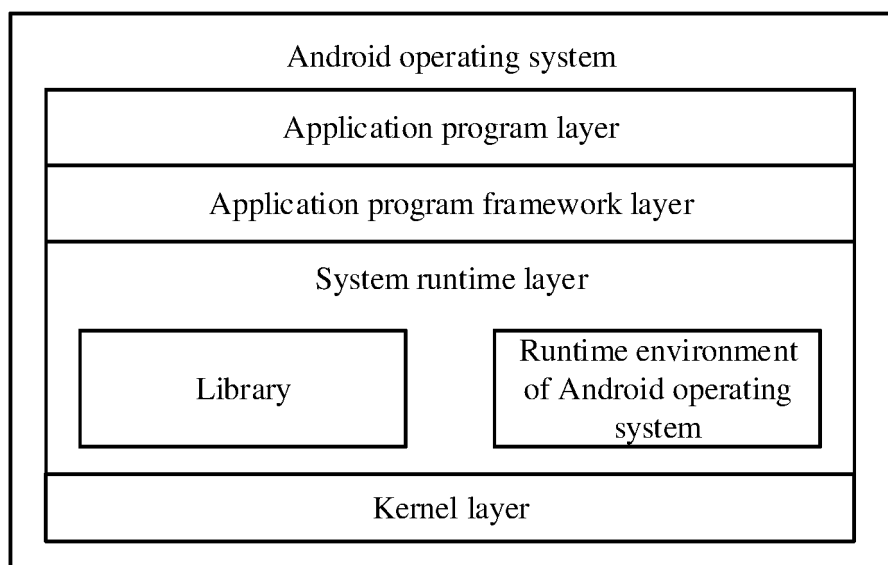 Android operating system
Application program layer
Application program framework layer
System runtime layer
Library
Runtime environment
of Android operating
system
Kernel layer